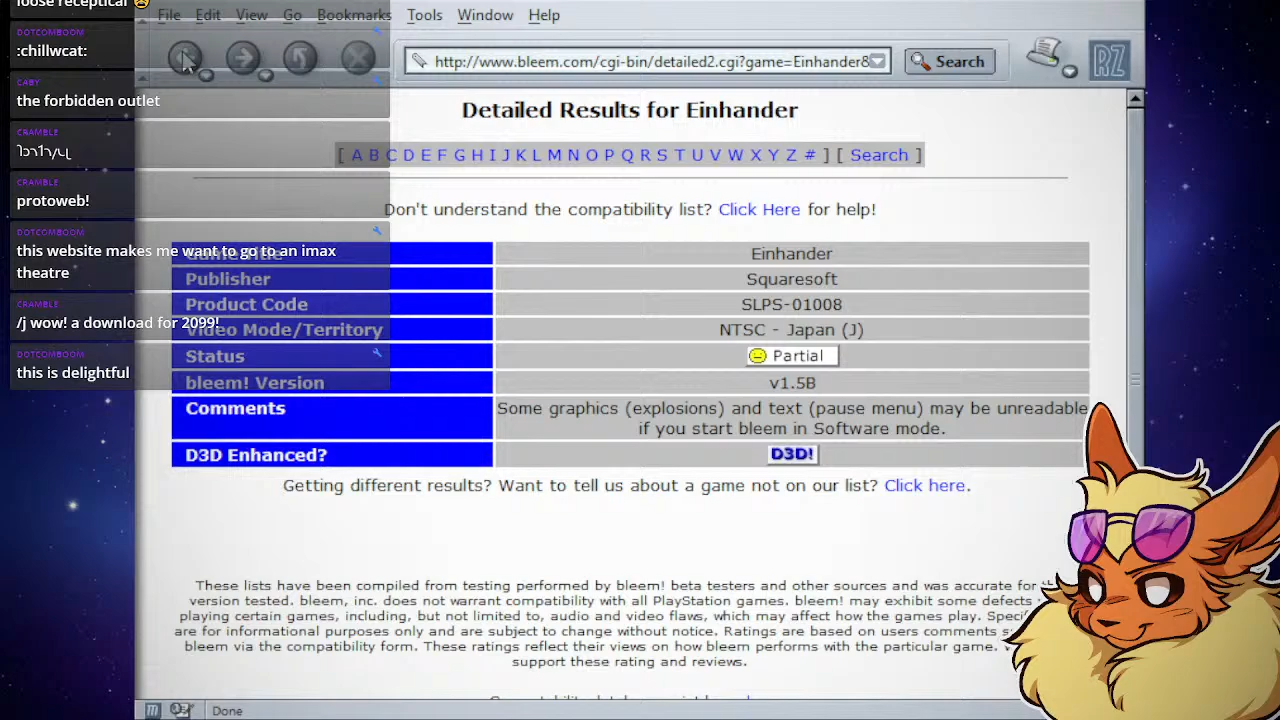 loose receptical
DOTCOMBOOM
:chillwcat:
CABY
the forbidden outlet
CRAMBLE
CRAMBLE
protoweb!
DOTCOMBOOM
this website makes me want to go to an imax
theatre
CRAMBLE
/j wow! a download for 2099!
DOTCOMBOOM
this is delightful
File Edit View Go Bookmarks Tools Window Help
http://www.bleem.com/cgi-bin/detailed2.cgi?game=Einhander8
Search
RZ
Detailed Results for Einhander
[ A B C D E F G H I J K L M N O P Q R S T U V W X Y Z # ] [ Search ]
Don't understand the compatibility list? Click Here for help!
Game Title Einhander
Publisher Squaresoft
Product Code SLPS-01008
Video Mode/Territory NTSC - Japan (J)
Status Partial
bleem! Version v1.5B
Comments Some graphics (explosions) and text (pause menu) may be unreadable
if you start bleem in Software mode.
D3D Enhanced? D3D!
Getting different results? Want to tell us about a game not on our list? Click here.
These lists have been compiled from testing performed by bleem! beta testers and other sources and was accurate for
version tested. bleem, inc. does not warrant compatibility with all PlayStation games. bleem! may exhibit some defects
playing certain games, including, but not limited to, audio and video flaws, which may affect how the games play.
are for informational purposes only and are subject to change without notice. Ratings are based on users comments
bleem via the compatibility form. These ratings reflect their views on how bleem performs with the particular game.
support these rating and reviews.
Done